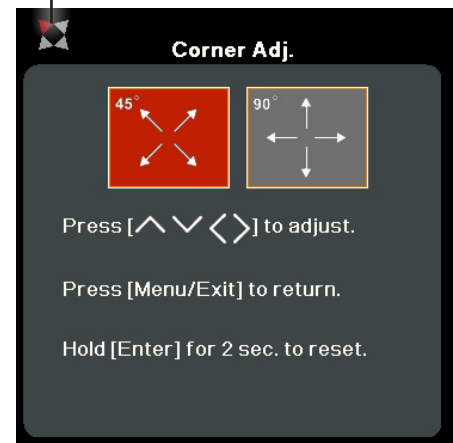 Corner Adj.
45° 90°
Press [∧ ∨ < >] to adjust.
Press [Menu/Exit] to return.
Hold [Enter] for 2 sec. to reset.